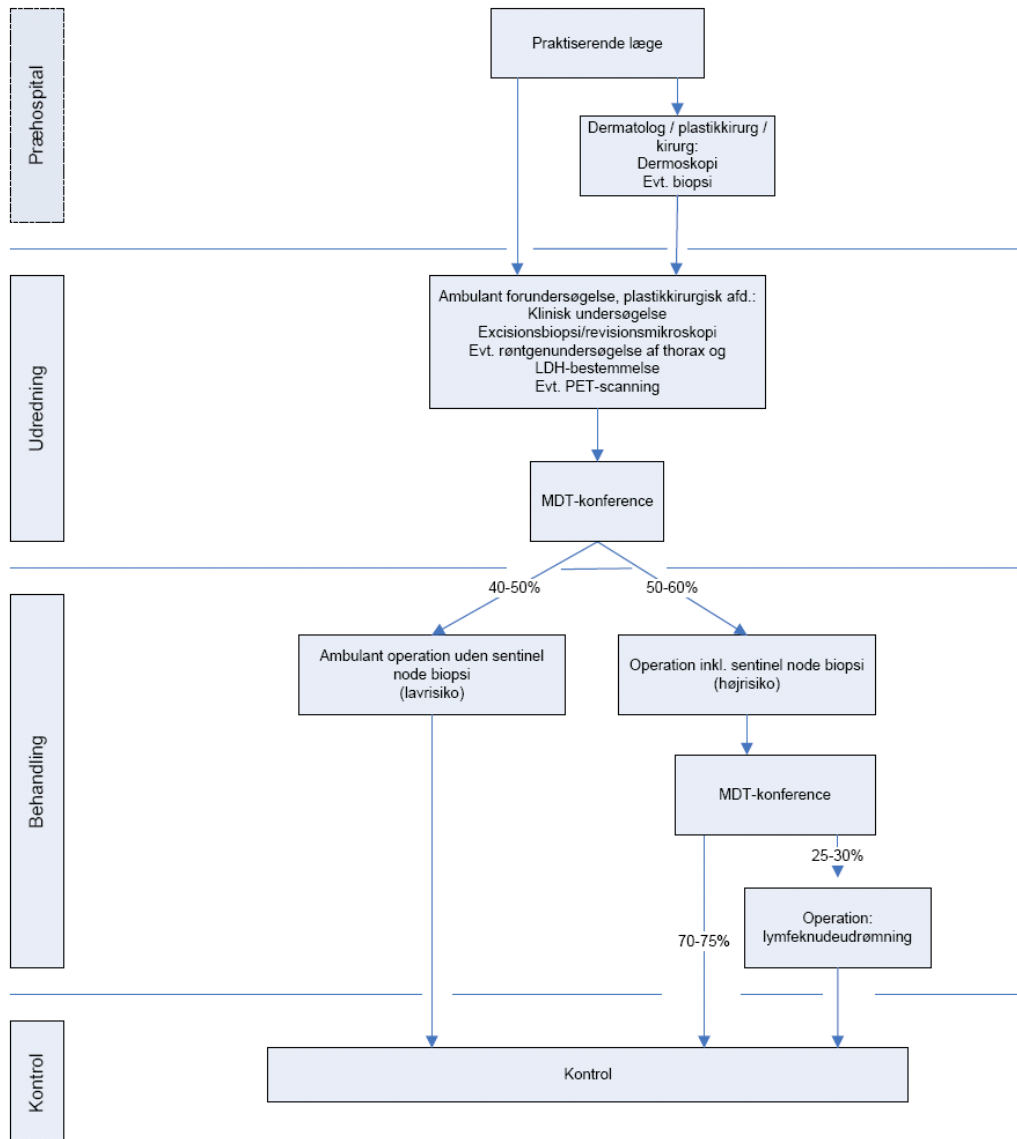 Præhospital
Praktiserende læge
Dermatolog / plastikkirurg /
kirurg:
Dermoskopi
Evt. biopsi
Udredning
Ambulant forundersøgelse, plastikkirurgisk afd.:
Klinisk undersøgelse
Excisionsbiopsi/revisionsmikroskopi
Evt. røntgenundersøgelse af thorax og
LDH-bestemmelse
Evt. PET-scanning
MDT-konference
40-50%
50-60%
Behandling
Ambulant operation uden sentinel
node biopsi
(lavrisiko)
Operation inkl. sentinel node biopsi
(højrisiko)
MDT-konference
25-30%
Operation:
lymfeknudeudrømning
70-75%
Kontrol
Kontrol